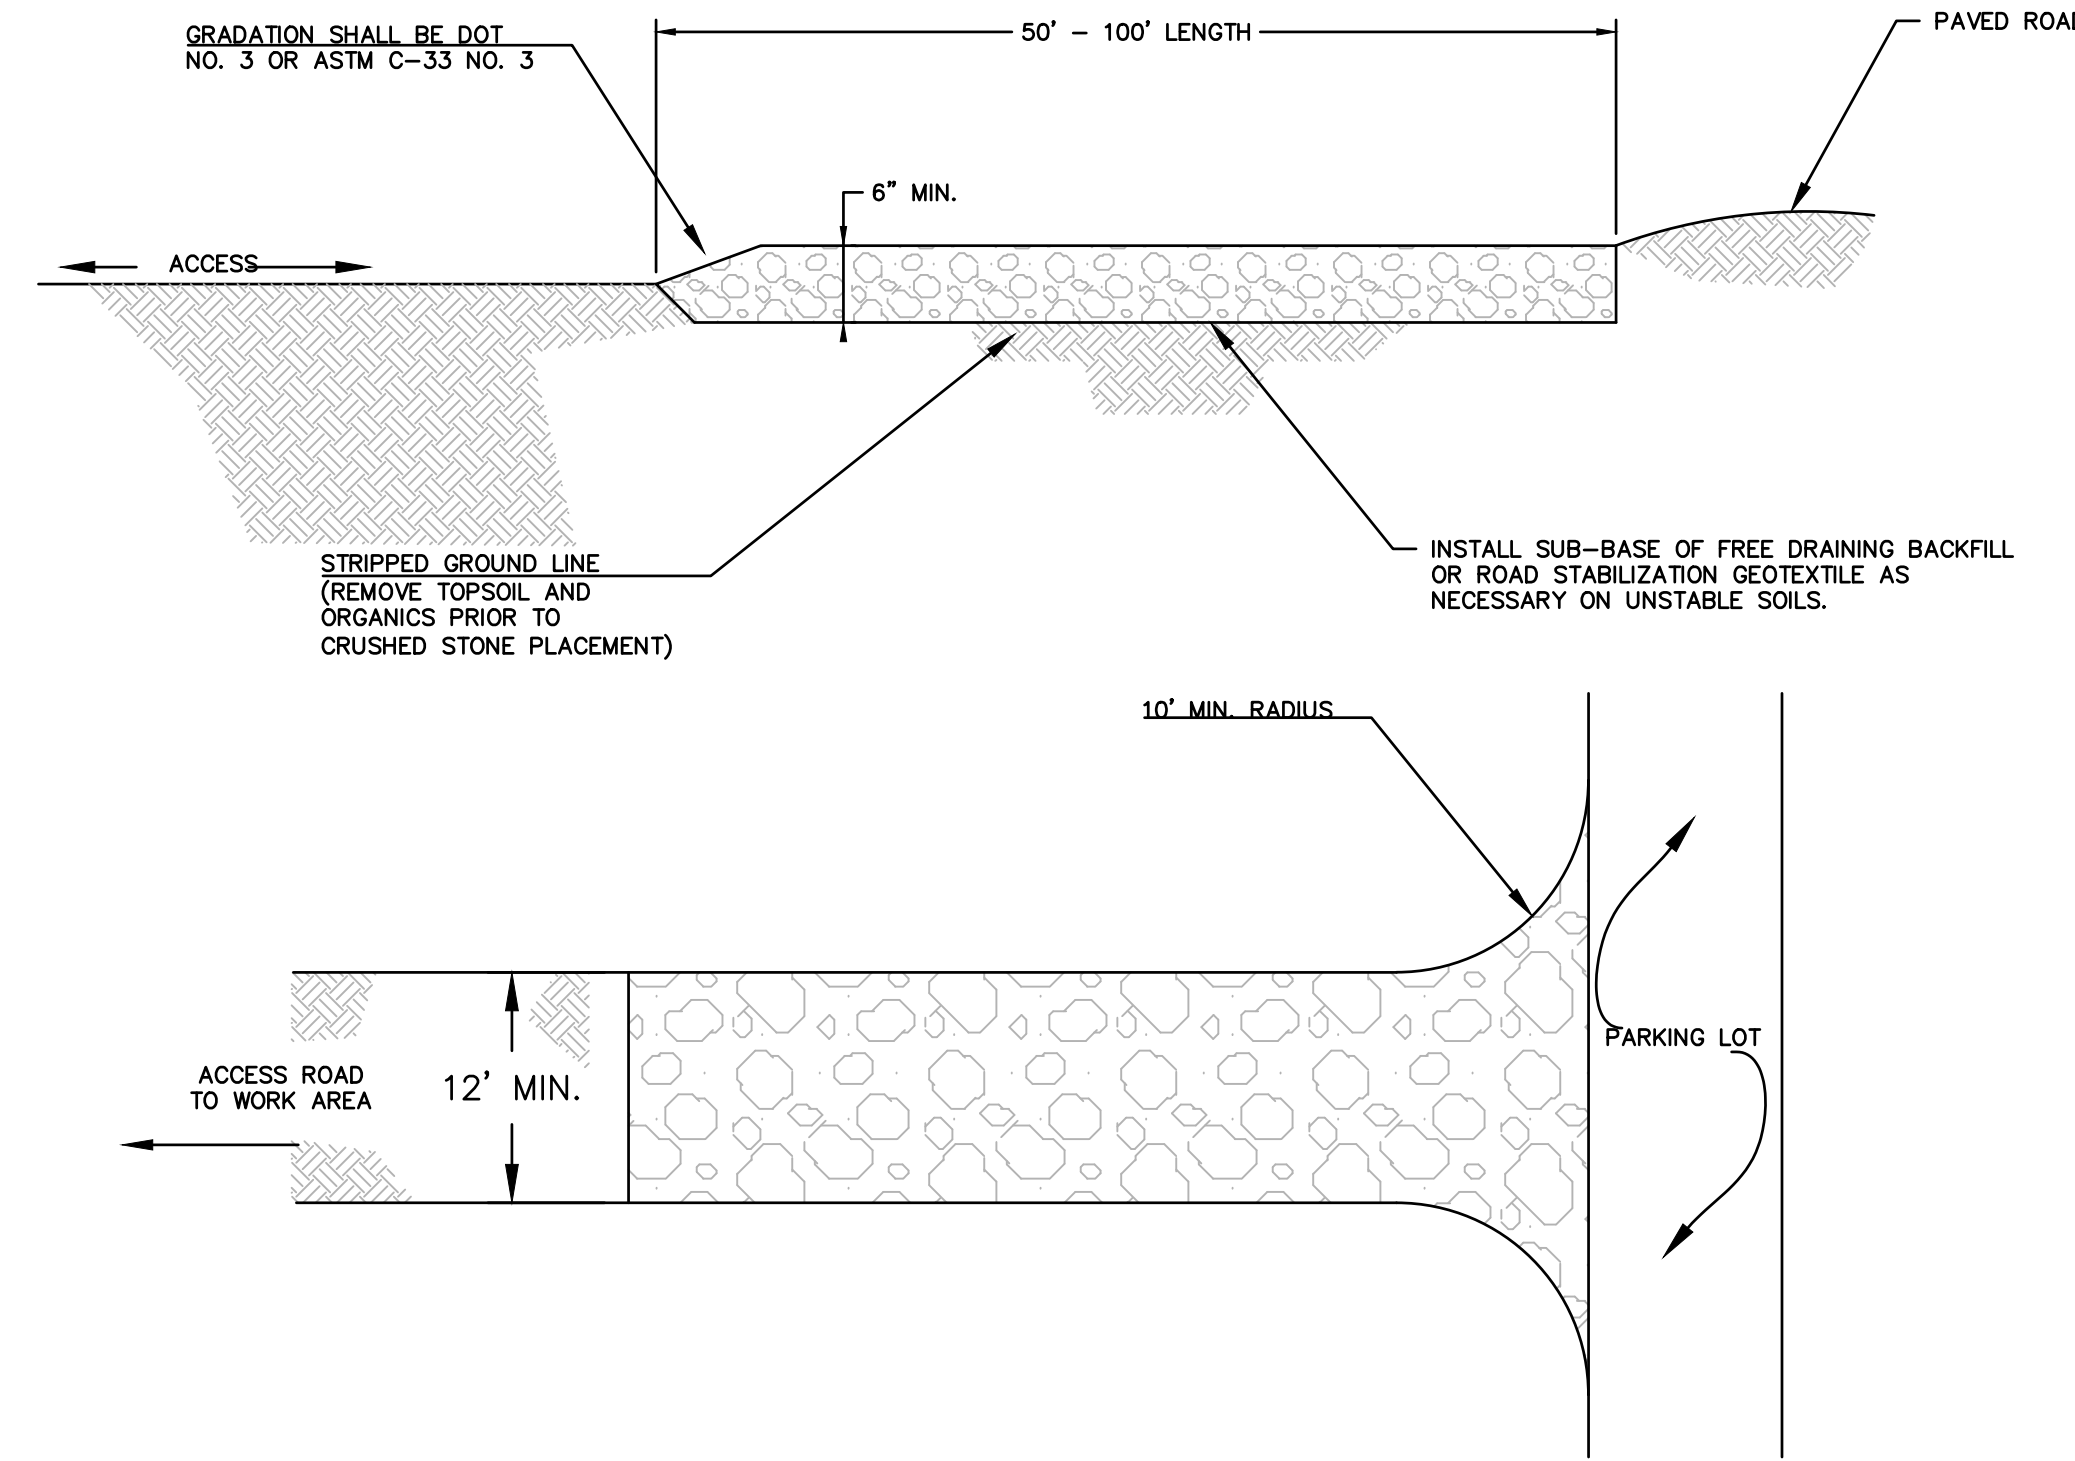 GRADATION SHALL BE DOT
NO. 3 OR ASTM C-33 NO. 3
50' - 100' LENGTH
PAVED ROA
6" MIN.
ACCESS
STRIPPED GROUND LINE
(REMOVE TOPSOIL AND
ORGANICS PRIOR TO
CRUSHED STONE PLACEMENT)
INSTALL SUB-BASE OF FREE DRAINING BACKFILL
OR ROAD STABILIZATION GEOTEXTILE AS
NECESSARY ON UNSTABLE SOILS.
10' MIN. RADIUS
PARKING LOT
ACCESS ROAD
TO WORK AREA
12' MIN.